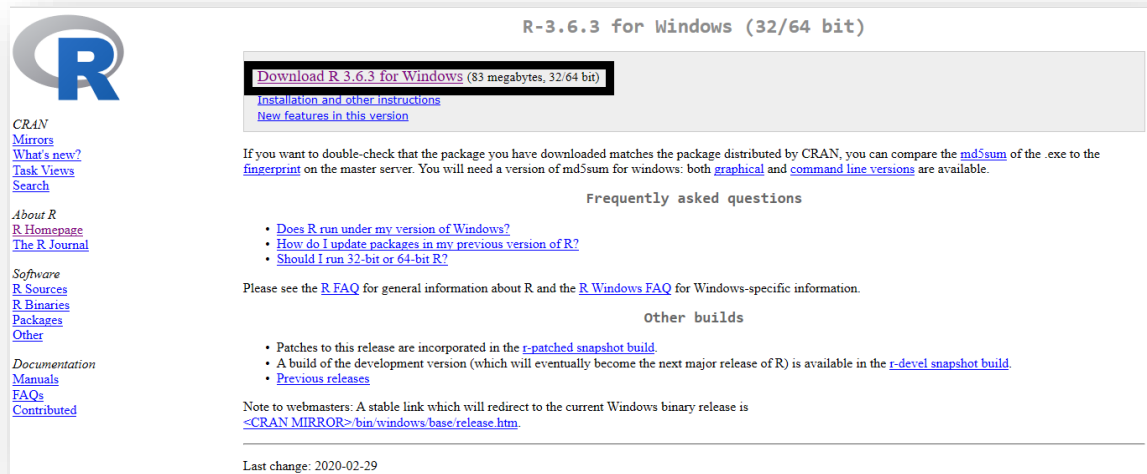 R
R-3.6.3 for Windows (32/64 bit)
Download R 3.6.3 for Windows (83 megabytes, 32/64 bit)
Installation and other instructions
New features in this version
CRAN
Mirrors
What's new?
Task Views
Search
About R
R Homepage
The R Journal
Software
R Sources
R Binaries
Packages
Other
Documentation
Manuals
FAQs
Contributed
If you want to double-check that the package you have downloaded matches the package distributed by CRAN, you can compare the md5sum of the .exe to the
fingerprint on the master server. You will need a version of md5sum for windows: both graphical and command line versions are available.
Frequently asked questions
• Does R run under my version of Windows?
• How do I update packages in my previous version of R?
• Should I run 32-bit or 64-bit R?
Please see the R FAQ for general information about R and the R Windows FAQ for Windows-specific information.
Other builds
• Patches to this release are incorporated in the r-patched snapshot build.
• A build of the development version (which will eventually become the next major release of R) is available in the r-devel snapshot build.
• Previous releases
Note to webmasters: A stable link which will redirect to the current Windows binary release is
<CRAN MIRROR>/bin/windows/base/release.htm.
Last change: 2020-02-29